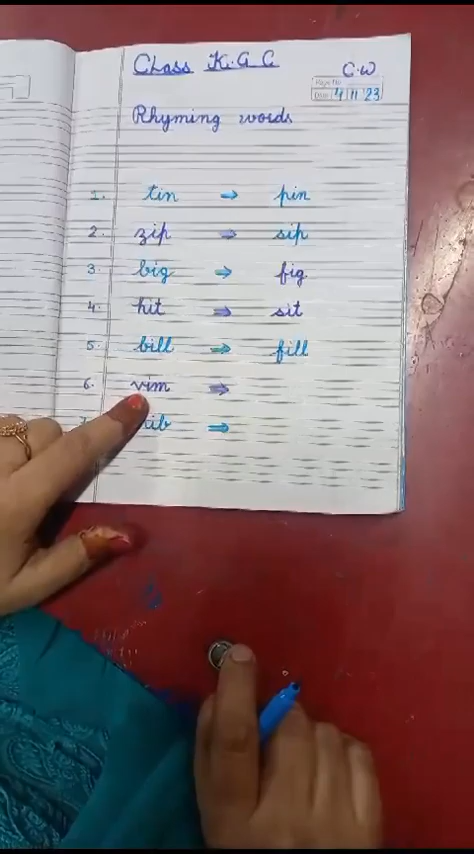 Class K.G C
C.W
Page No.
Date 4 11 23
Rhyming words
1. tin → pin
2. zip ⇒ sip
3. big → fig.
4. hit ⇒ sit
5. bill ⇒ fill
6. vim ⇒